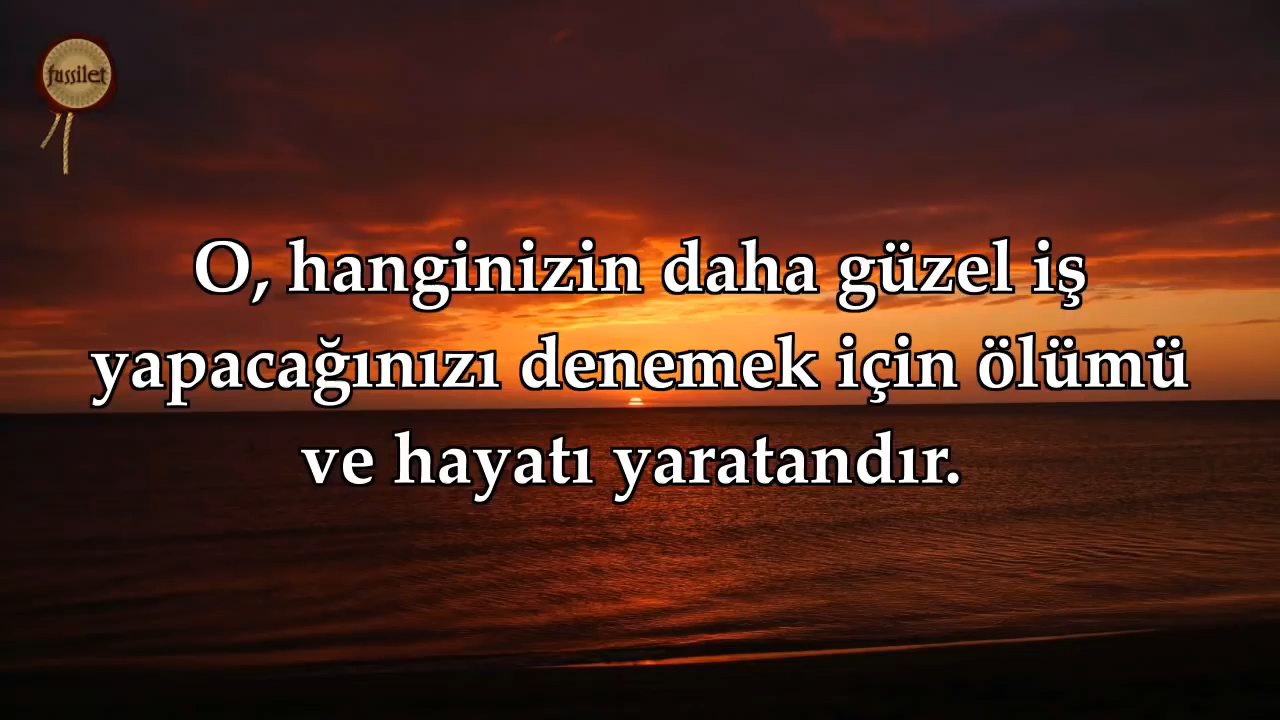 fussilet
O, hanginizin daha güzel iş
yapacağınızı denemek için ölümü
ve hayatı yaratandır.